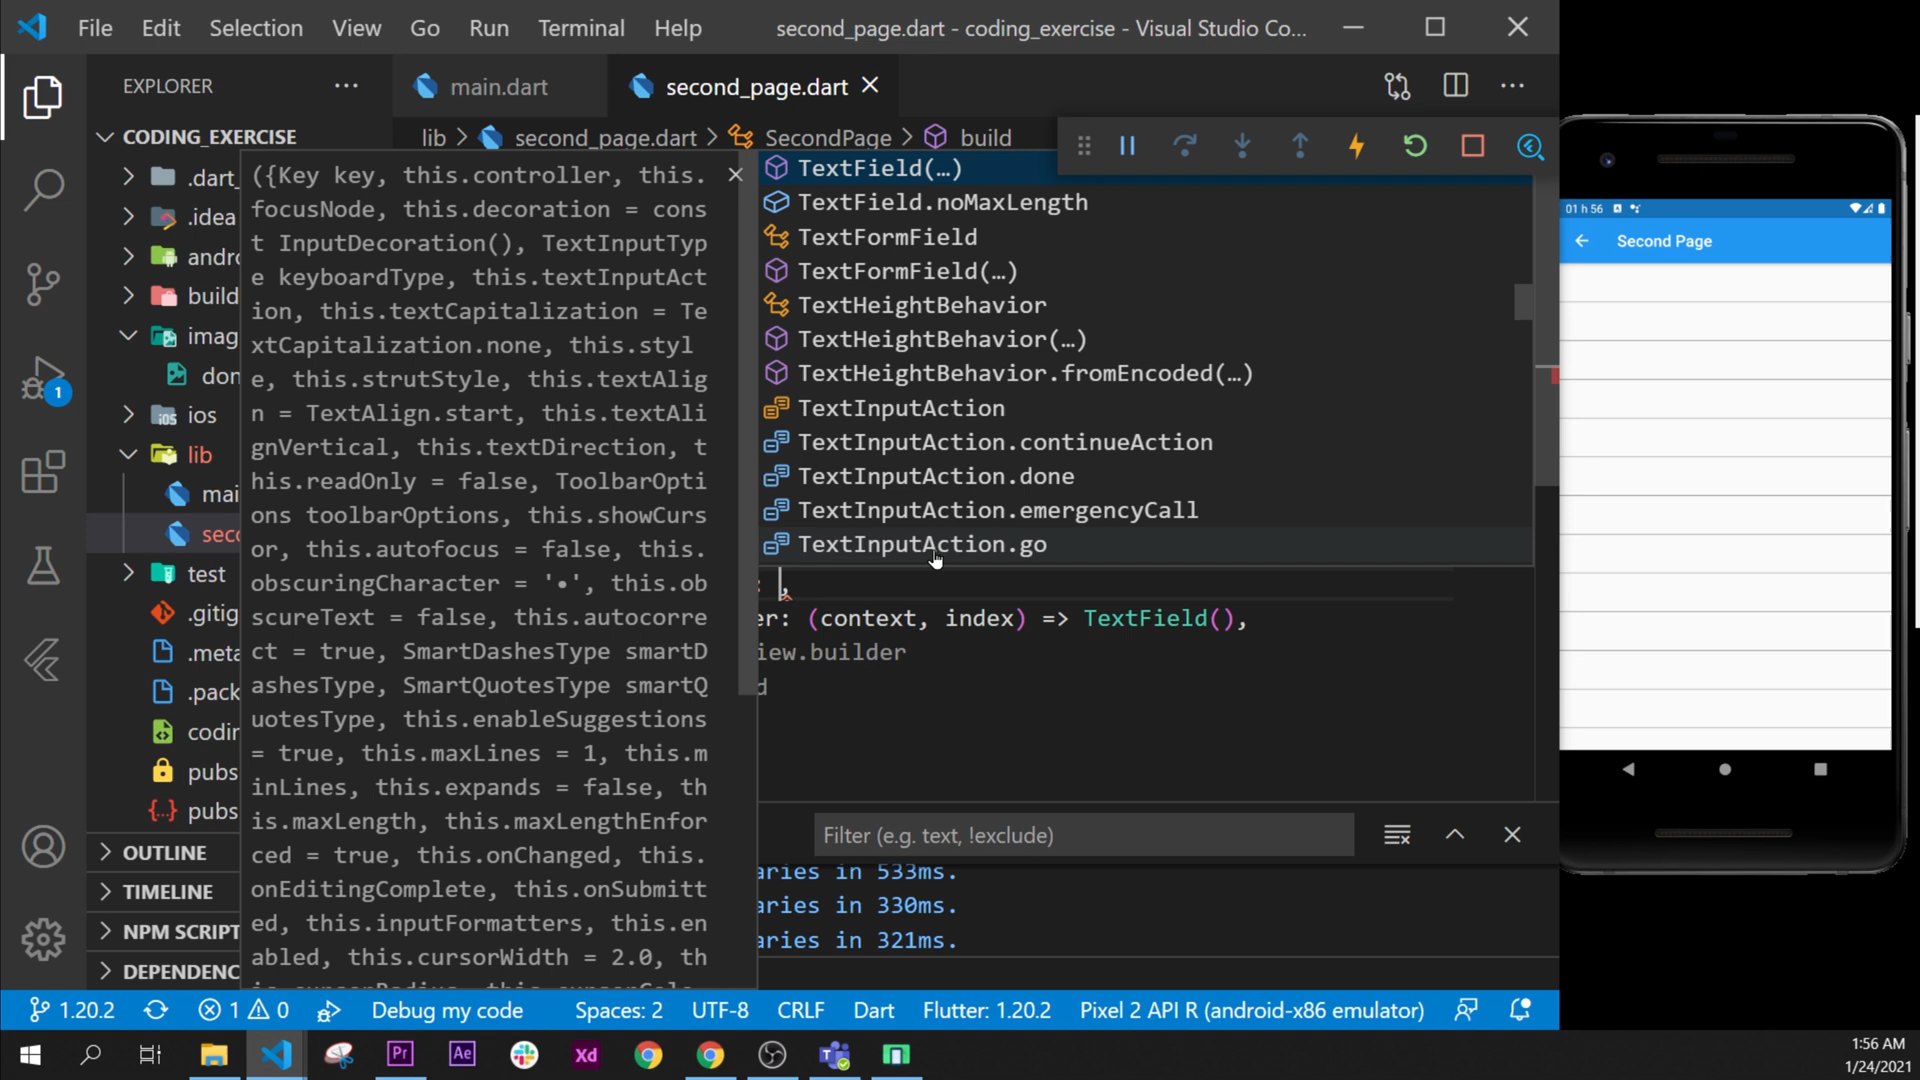 File Edit Selection View Go Run Terminal Help second_page.dart - coding_exercise - Visual Studio Co...
EXPLORER
main.dart
second_page.dart
CODING_EXERCISE
lib > second_page.dart > SecondPage > build
.dart_
.idea
andro
build
imag
don
ios
lib
mai
seco
test
.gitig
.meta
.pack
codin
pubs
pubs
OUTLINE
TIMELINE
NPM SCRIPT
DEPENDENC
({Key key, this.controller, this.
focusNode, this.decoration = cons
t InputDecoration(), TextInputTyp
e keyboardType, this.textInputAct
ion, this.textCapitalization = Te
xtCapitalization.none, this.styl
e, this.strutStyle, this.textAlig
n = TextAlign.start, this.textAli
gnVertical, this.textDirection, t
his.readOnly = false, ToolbarOpti
ons toolbarOptions, this.showCurs
or, this.autofocus = false, this.
obscuringCharacter = '•', this.ob
scureText = false, this.autocorre
ct = true, SmartDashesType smartD
ashesType, SmartQuotesType smartQ
uotesType, this.enableSuggestions
= true, this.maxLines = 1, this.m
inLines, this.expands = false, th
is.maxLength, this.maxLengthEnfor
ced = true, this.onChanged, this.
onEditingComplete, this.onSubmitt
ed, this.inputFormatters, this.en
abled, this.cursorWidth = 2.0, th
TextField(…)
TextField.noMaxLength
TextFormField
TextFormField(…)
TextHeightBehavior
TextHeightBehavior(…)
TextHeightBehavior.fromEncoded(…)
TextInputAction
TextInputAction.continueAction
TextInputAction.done
TextInputAction.emergencyCall
TextInputAction.go
: ,
er: (context, index) => TextField(),
iew.builder
d
Filter (e.g. text, !exclude)
aries in 533ms.
aries in 330ms.
aries in 321ms.
01 h 56
Second Page
1
1.20.2 1 0 Debug my code Spaces: 2 UTF-8 CRLF Dart Flutter: 1.20.2 Pixel 2 API R (android-x86 emulator)
Pr Ae Xd
1:56 AM
1/24/2021